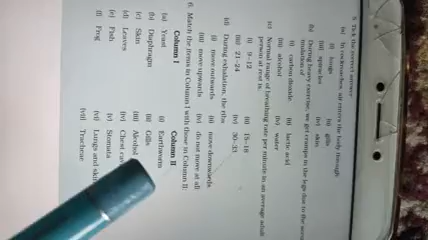 5. Tick the correct answer
(a) In cockroaches, air enters the body through
(i) lungs (ii) gills
(iii) spiracles (iv) skin
(b) During heavy exercise, we get cramps in the legs due to the
mulation of
(i) carbon dioxide (ii) lactic acid
(iii) alcohol (iv) water
(c) Normal range of breathing rate per minute in an average adult
person at rest is:
(i) 9–12 (ii) 15–18
(iii) 21–24 (iv) 30–33
(d) During exhalation, the ribs
(i) move outwards (ii) move downwards
(iii) move upwards (iv) do not move at all
6. Match the items in Column I with those in Column II:
Column I Column II
(a) Yeast (i) Earthworm
(b) Diaphragm (ii) Gills
(c) Skin (iii) Alcohol
(d) Leaves (iv) Chest
(e) Fish (v) Stomata
(f) Frog (vi) Lungs and
(vii) Tracheae